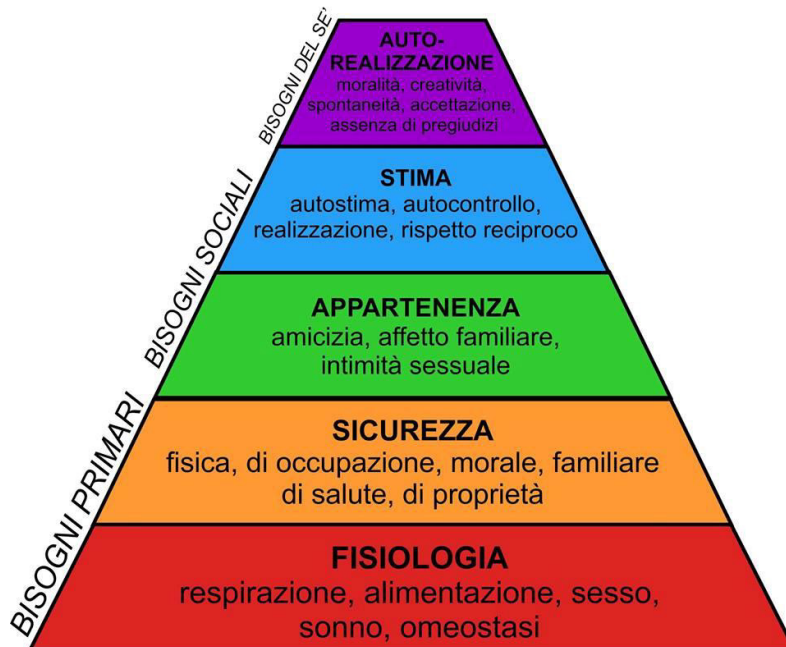 BISOGNI DEL SE'
AUTO-
REALIZZAZIONE
moralità, creatività,
spontaneità, accettazione,
assenza di pregiudizi
BISOGNI SOCIALI
STIMA
autostima, autocontrollo,
realizzazione, rispetto reciproco
APPARTENENZA
amicizia, affetto familiare,
intimità sessuale
BISOGNI PRIMARI
SICUREZZA
fisica, di occupazione, morale, familiare
di salute, di proprietà
FISIOLOGIA
respirazione, alimentazione, sesso,
sonno, omeostasi